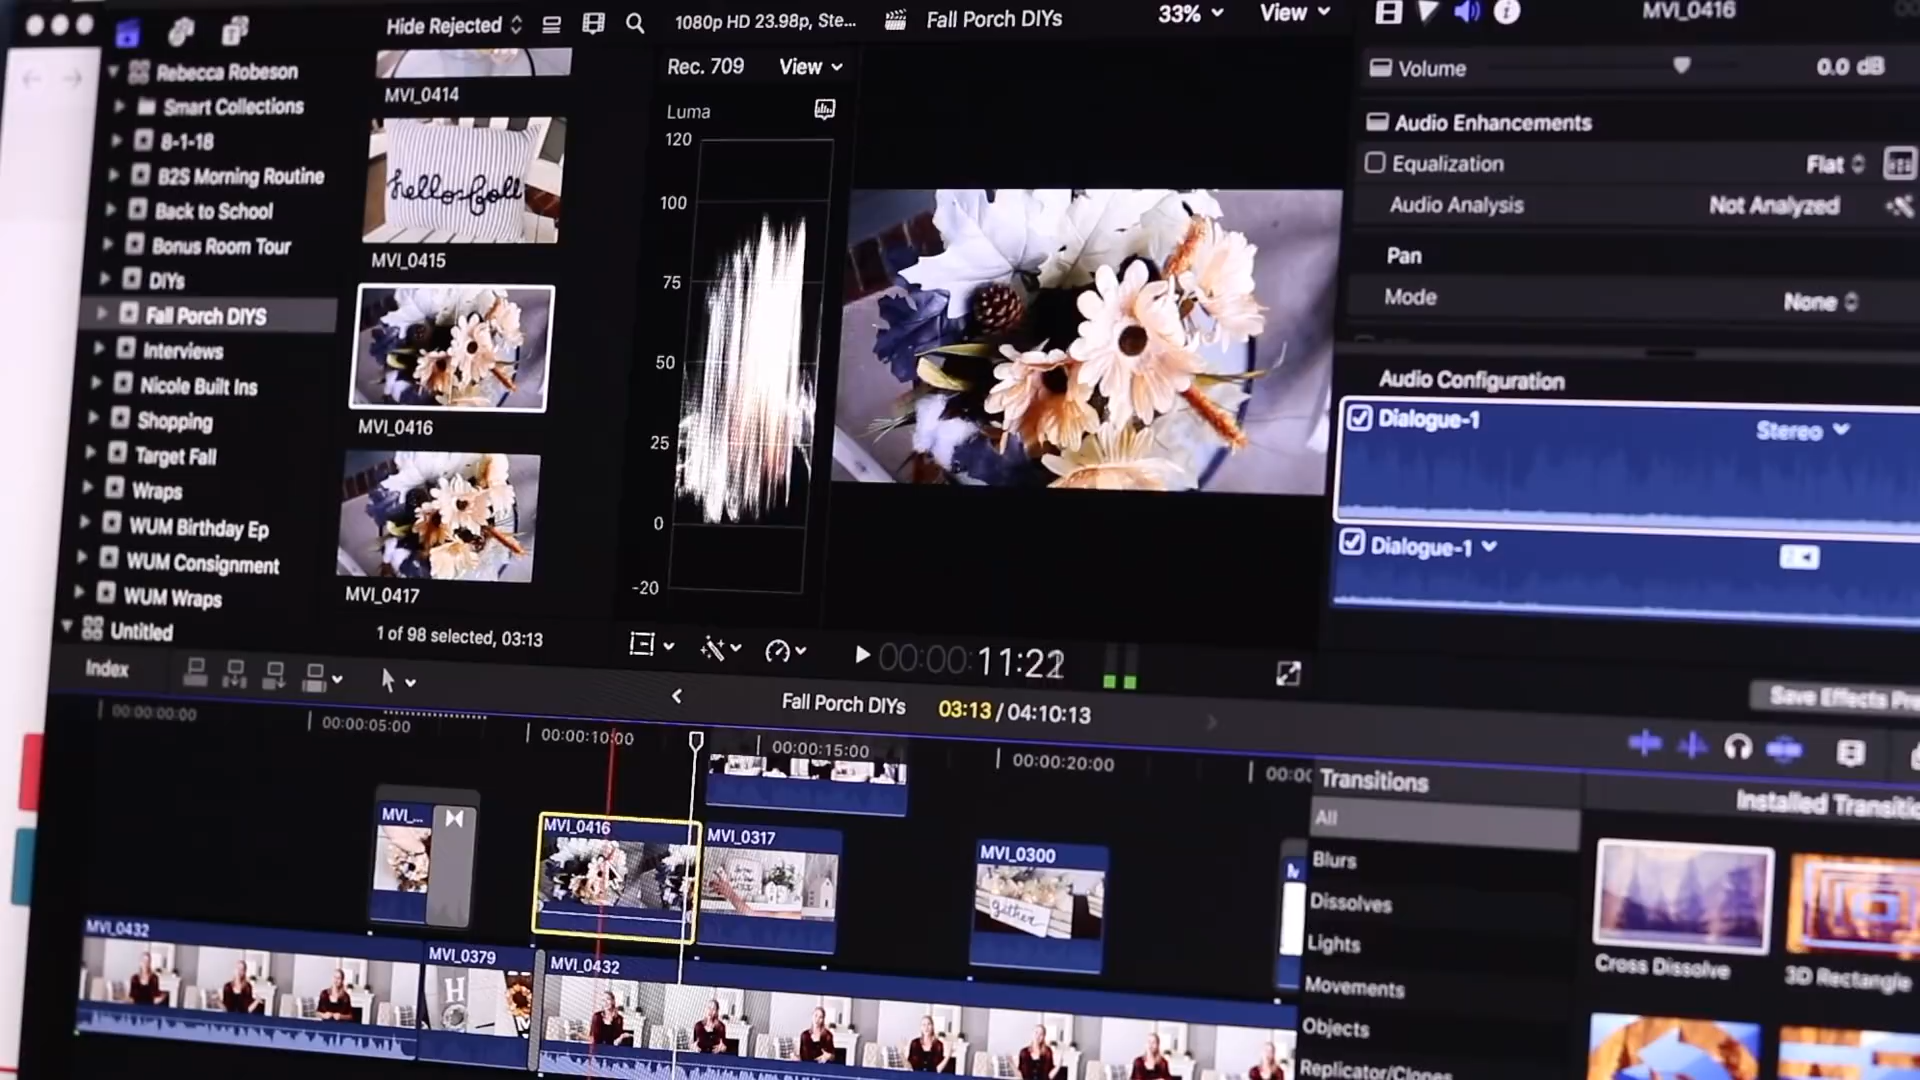 Hide Rejected
1080p HD 23.98p, Ste...
Fall Porch DIYs
33%
View
MVI_0416
Rebecca Robeson
Smart Collections
8-1-18
B2S Morning Routine
Back to School
Bonus Room Tour
DIYs
Fall Porch DIYS
Interviews
Nicole Built Ins
Shopping
Target Fall
Wraps
WUM Birthday Ep
WUM Consignment
WUM Wraps
Untitled
MVI_0414
hello fall
MVI_0415
MVI_0416
MVI_0417
1 of 98 selected, 03:13
Rec. 709
View
Luma
120
100
75
50
25
0
-20
Volume
0.0 dB
Audio Enhancements
Equalization
Flat
Audio Analysis
Not Analyzed
Pan
Mode
None
Audio Configuration
Dialogue-1
Stereo
Dialogue-1
00:00:11:22
Save Effects Pre
Index
Fall Porch DIYs
03:13 / 04:10:13
00:00:00:00
00:00:05:00
00:00:10:00
00:00:15:00
00:00:20:00
00:00
MVI_...
MVI_0416
MVI_0317
MVI_0300
gather
MVI_0432
MVI_0379
H
MVI_0432
Transitions
Installed Transitio
All
Blurs
Dissolves
Lights
Movements
Objects
Replicator/Clones
Cross Dissolve
3D Rectangle